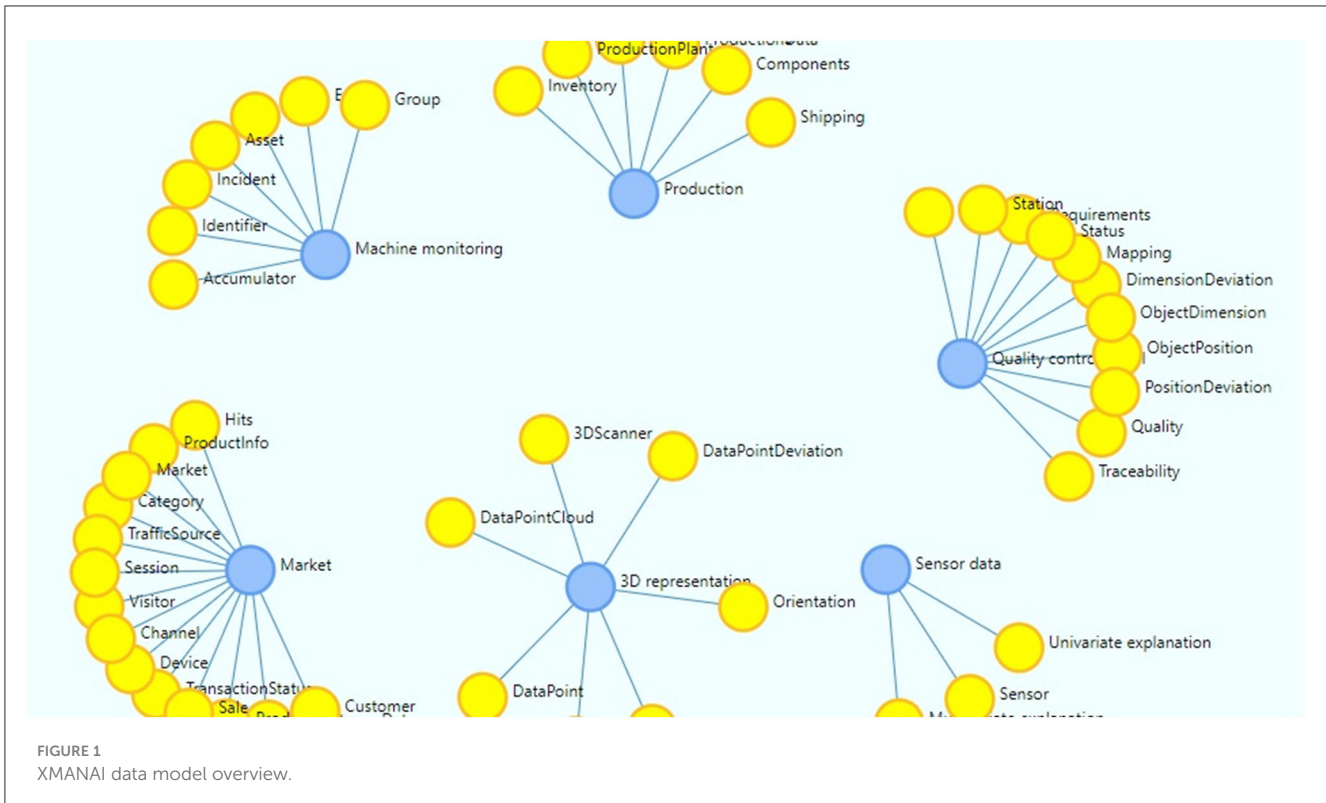 ProductionPlant
Components
Inventory
Shipping
Production
Group
Asset
Incident
Identifier
Machine monitoring
Accumulator
Station
Status
Mapping
DimensionDeviation
ObjectDimension
ObjectPosition
Quality
PositionDeviation
Quality
Traceability
Hits
ProductInfo
Market
Category
TrafficSource
Session
Visitor
Channel
Device
TransactionStatus
Sale
Customer
Market
3DScanner
DataPointDeviation
DataPointCloud
3D representation
Orientation
DataPoint
Sensor data
Univariate explanation
Sensor
explanation
FIGURE 1
XMANAI data model overview.